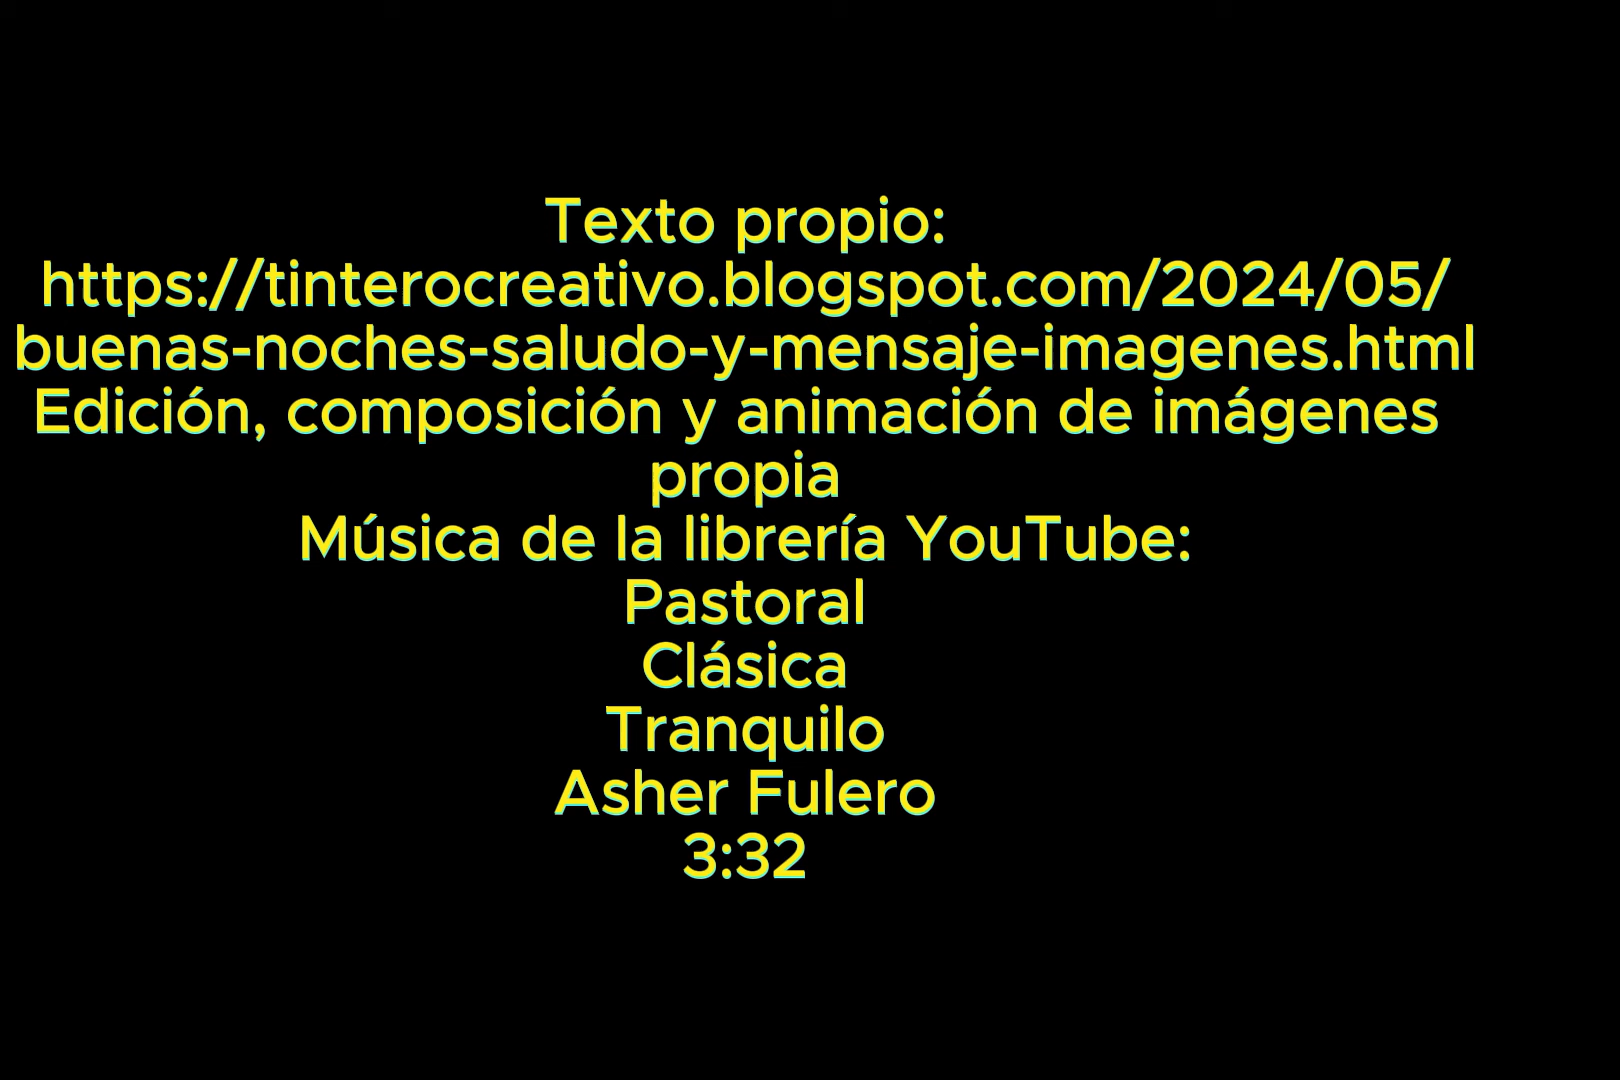 Texto propio:
https://tinterocreativo.blogspot.com/2024/05/
buenas-noches-saludo-y-mensaje-imagenes.html
Edición, composición y animación de imágenes
propia
Música de la librería YouTube:
Pastoral
Clásica
Tranquilo
Asher Fulero
3:32